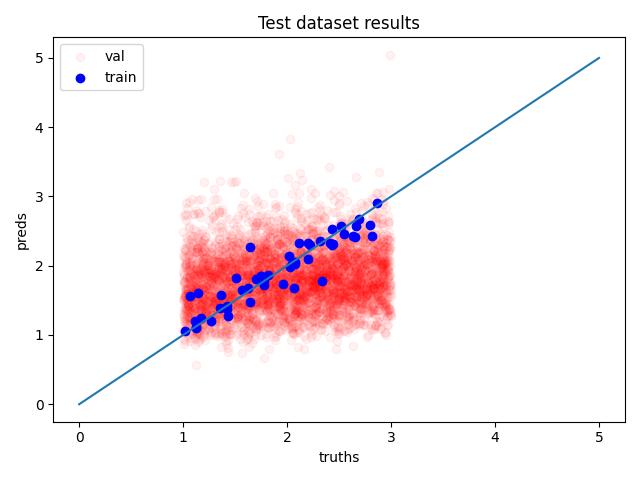 Test dataset results
val
train
5
4
3
2
1
0
preds
0 1 2 3 4 5
truths